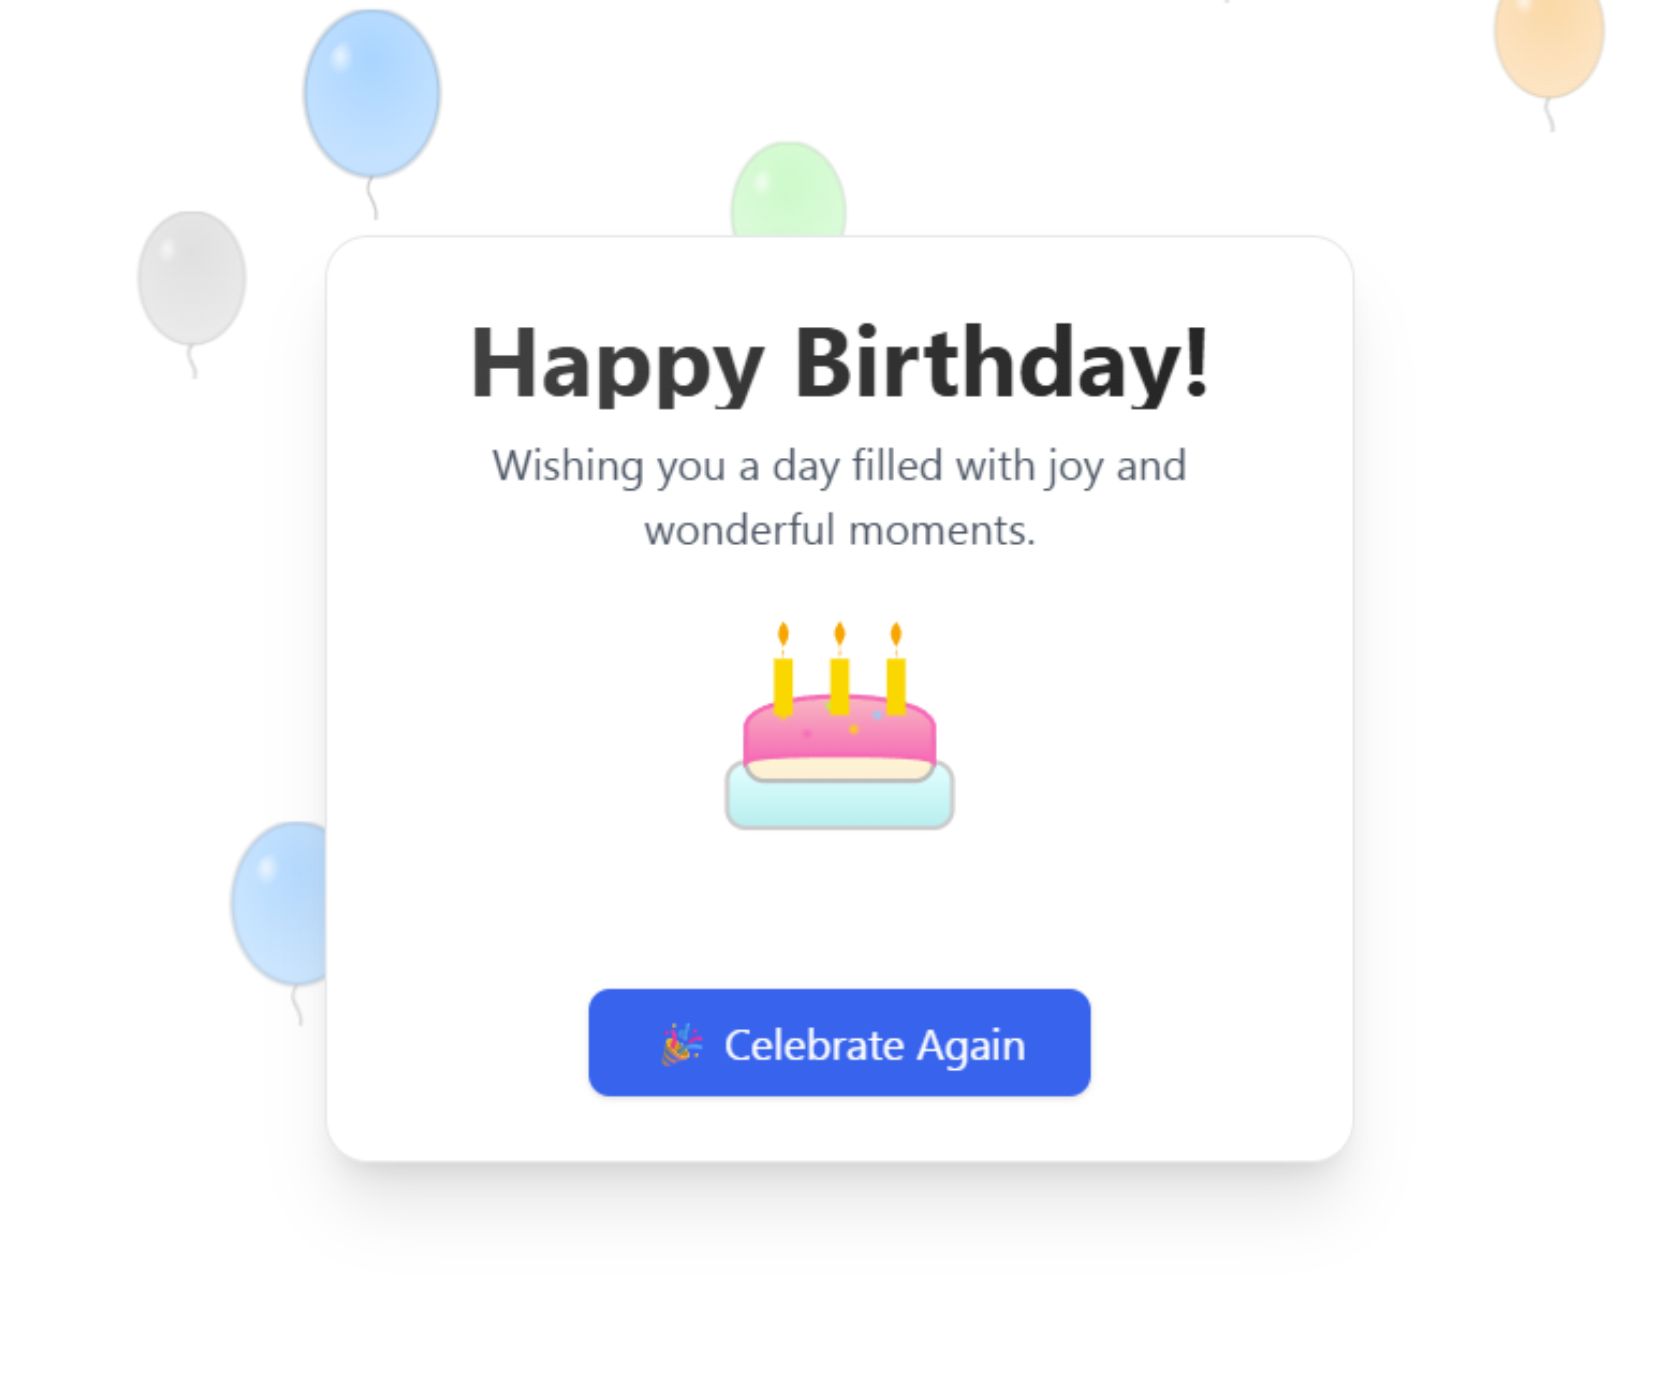 Happy Birthday!
Wishing you a day filled with joy and
wonderful moments.
🎉 Celebrate Again